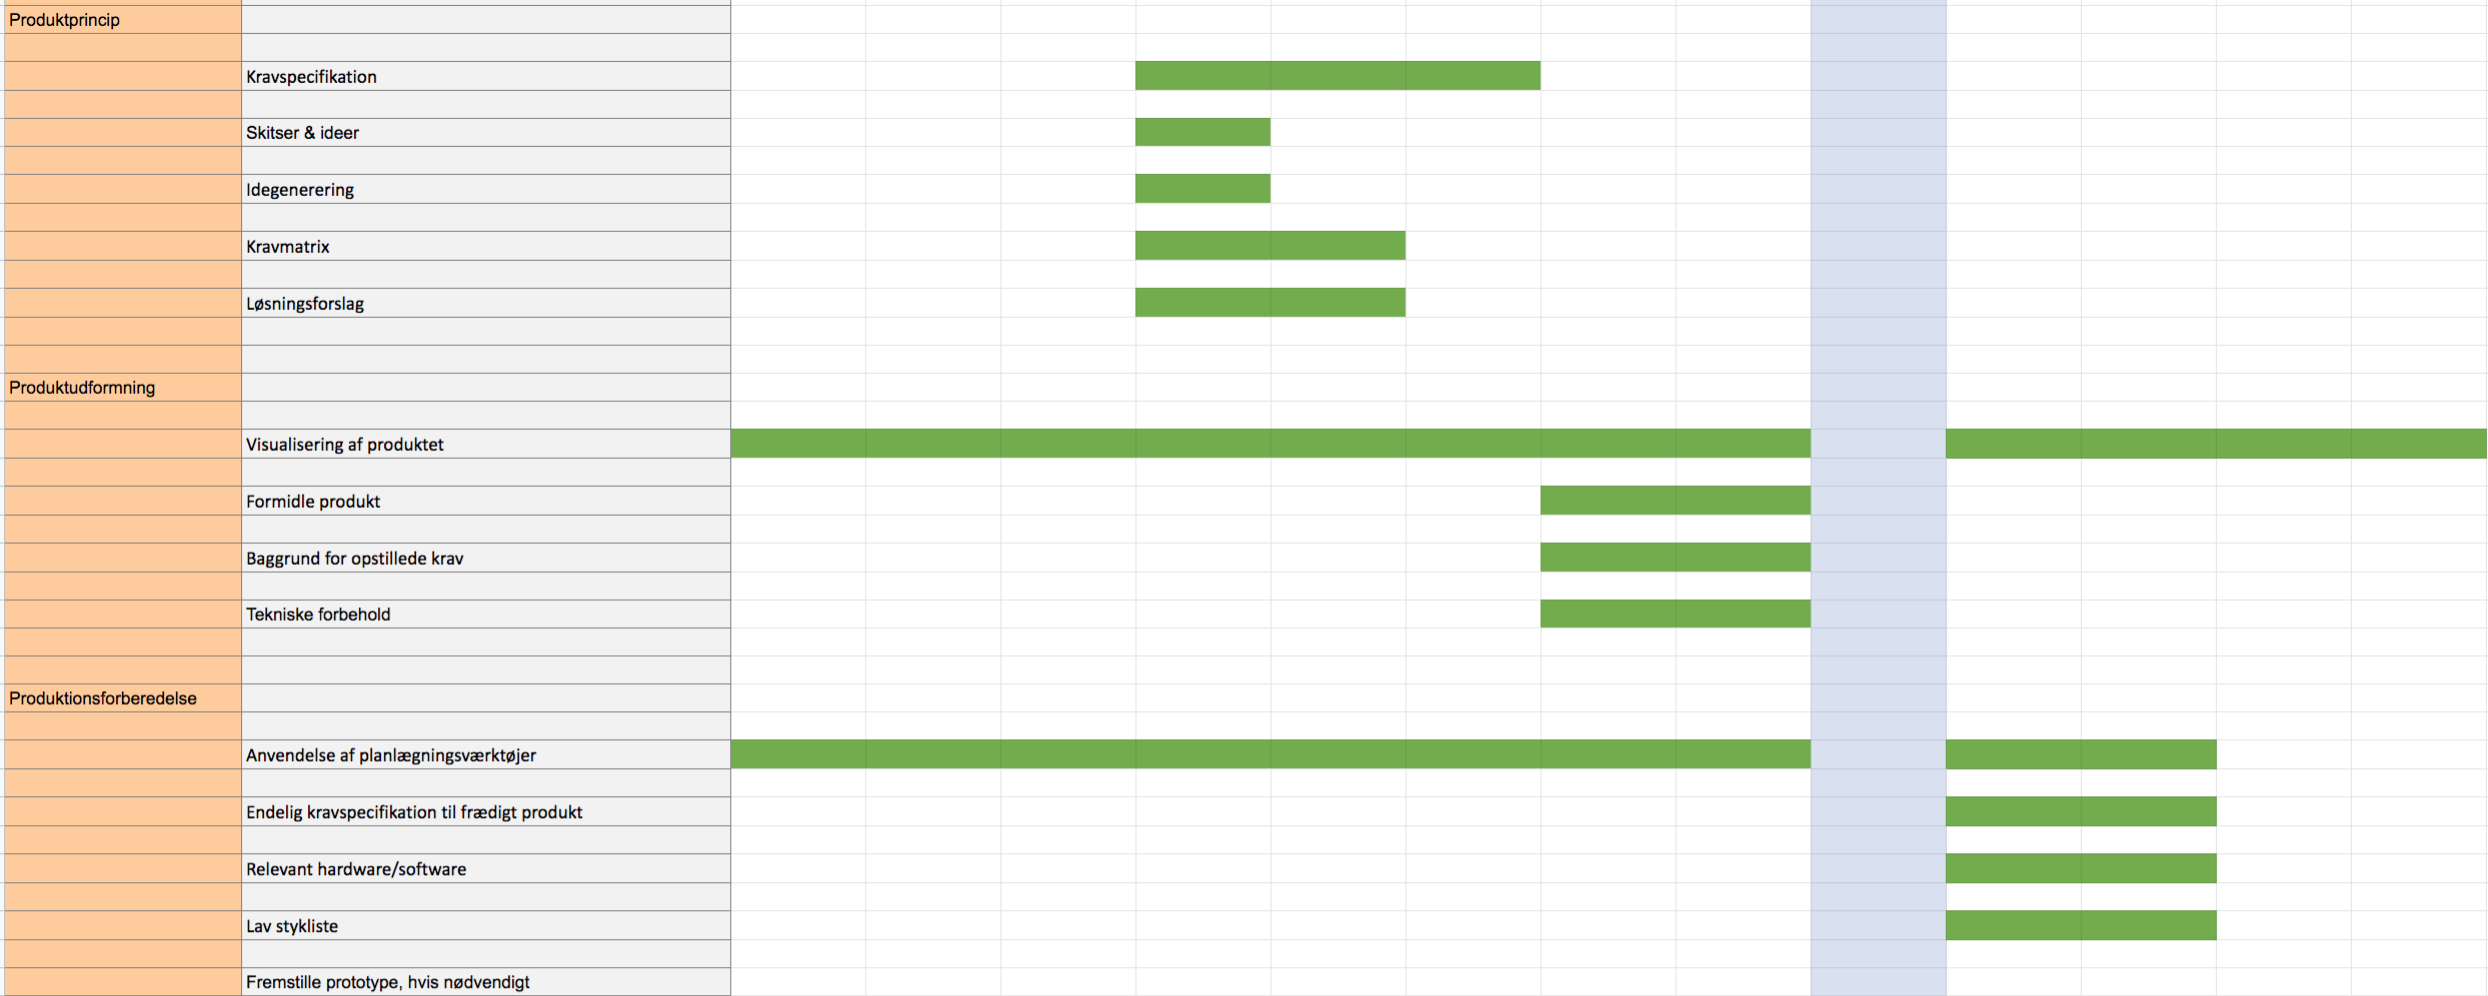 Produktprincip
Kravspecifikation
Skitser & ideer
Idegenerering
Kravmatrix
Løsningsforslag
Produktudformning
Visualisering af produktet
Formidle produkt
Baggrund for opstillede krav
Tekniske forbehold
Produktionsforberedelse
Anvendelse af planlægningsværktøjer
Endelig kravspecifikation til frædigt produkt
Relevant hardware/software
Lav stykliste
Fremstille prototype, hvis nødvendigt